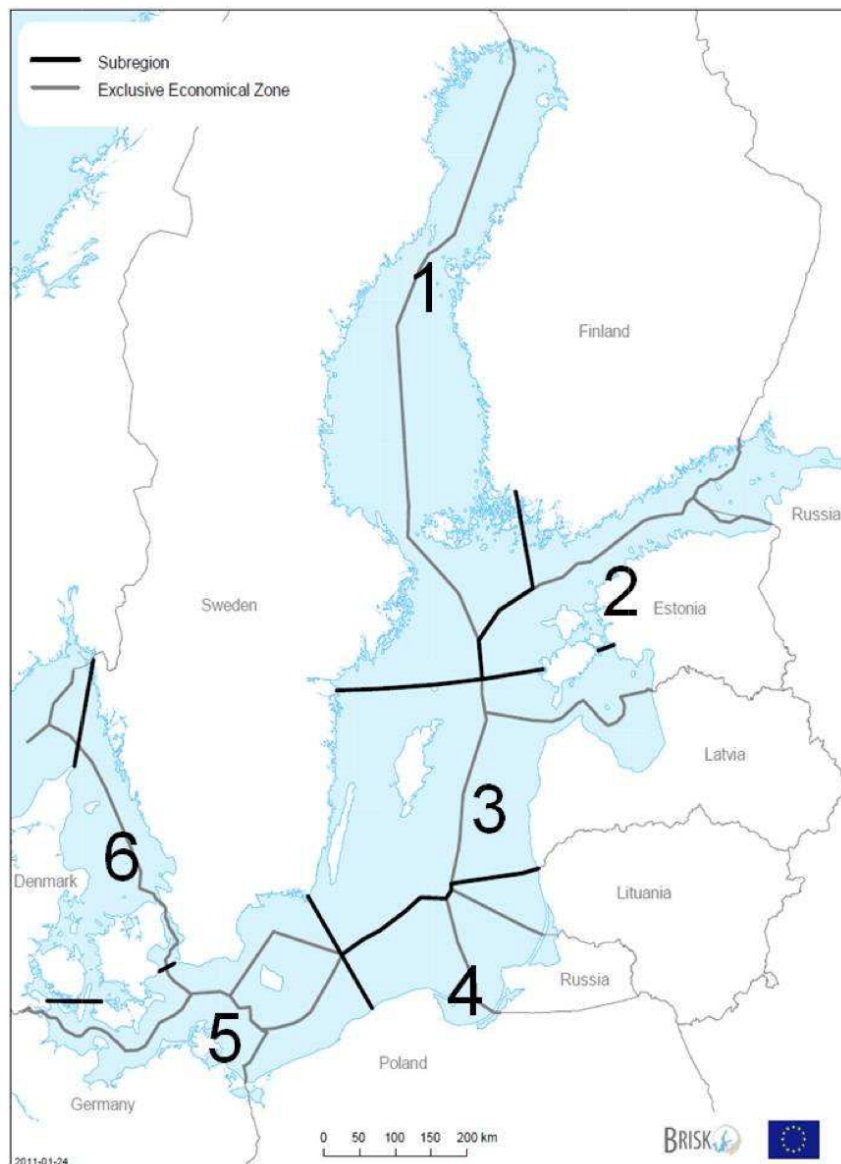 Subregion
Exclusive Economical Zone
1
Finland
Russia
2
Sweden
Estonia
Latvia
3
6
Denmark
Lituania
Russia
4
5
Poland
Germany
0 50 100 150 200 km
BRISK
2011-01-24